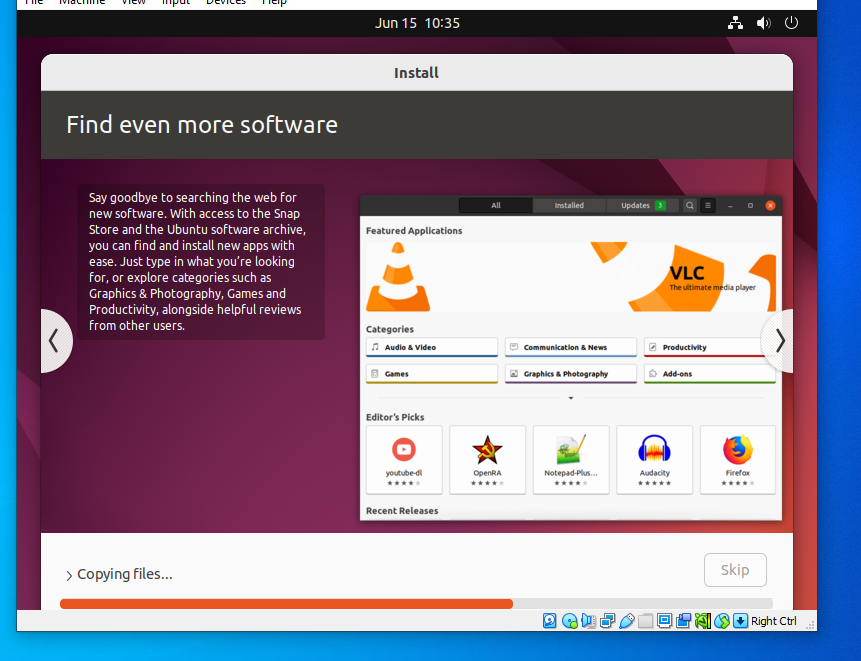 File Machine View Input Devices Help
Jun 15 10:35
Install
Find even more software
Say goodbye to searching the web for
new software. With access to the Snap
Store and the Ubuntu software archive,
you can find and install new apps with
ease. Just type in what you're looking
for, or explore categories such as
Graphics & Photography, Games and
Productivity, alongside helpful reviews
from other users.
All Installed Updates 3
Featured Applications
VLC
The ultimate media player
Categories
Audio & Video Communication & News Productivity
Games Graphics & Photography Add-ons
Editor's Picks
youtube-dl OpenRA Notepad-Plus... Audacity Firefox
Recent Releases
Copying files...
Skip
Right Ctrl